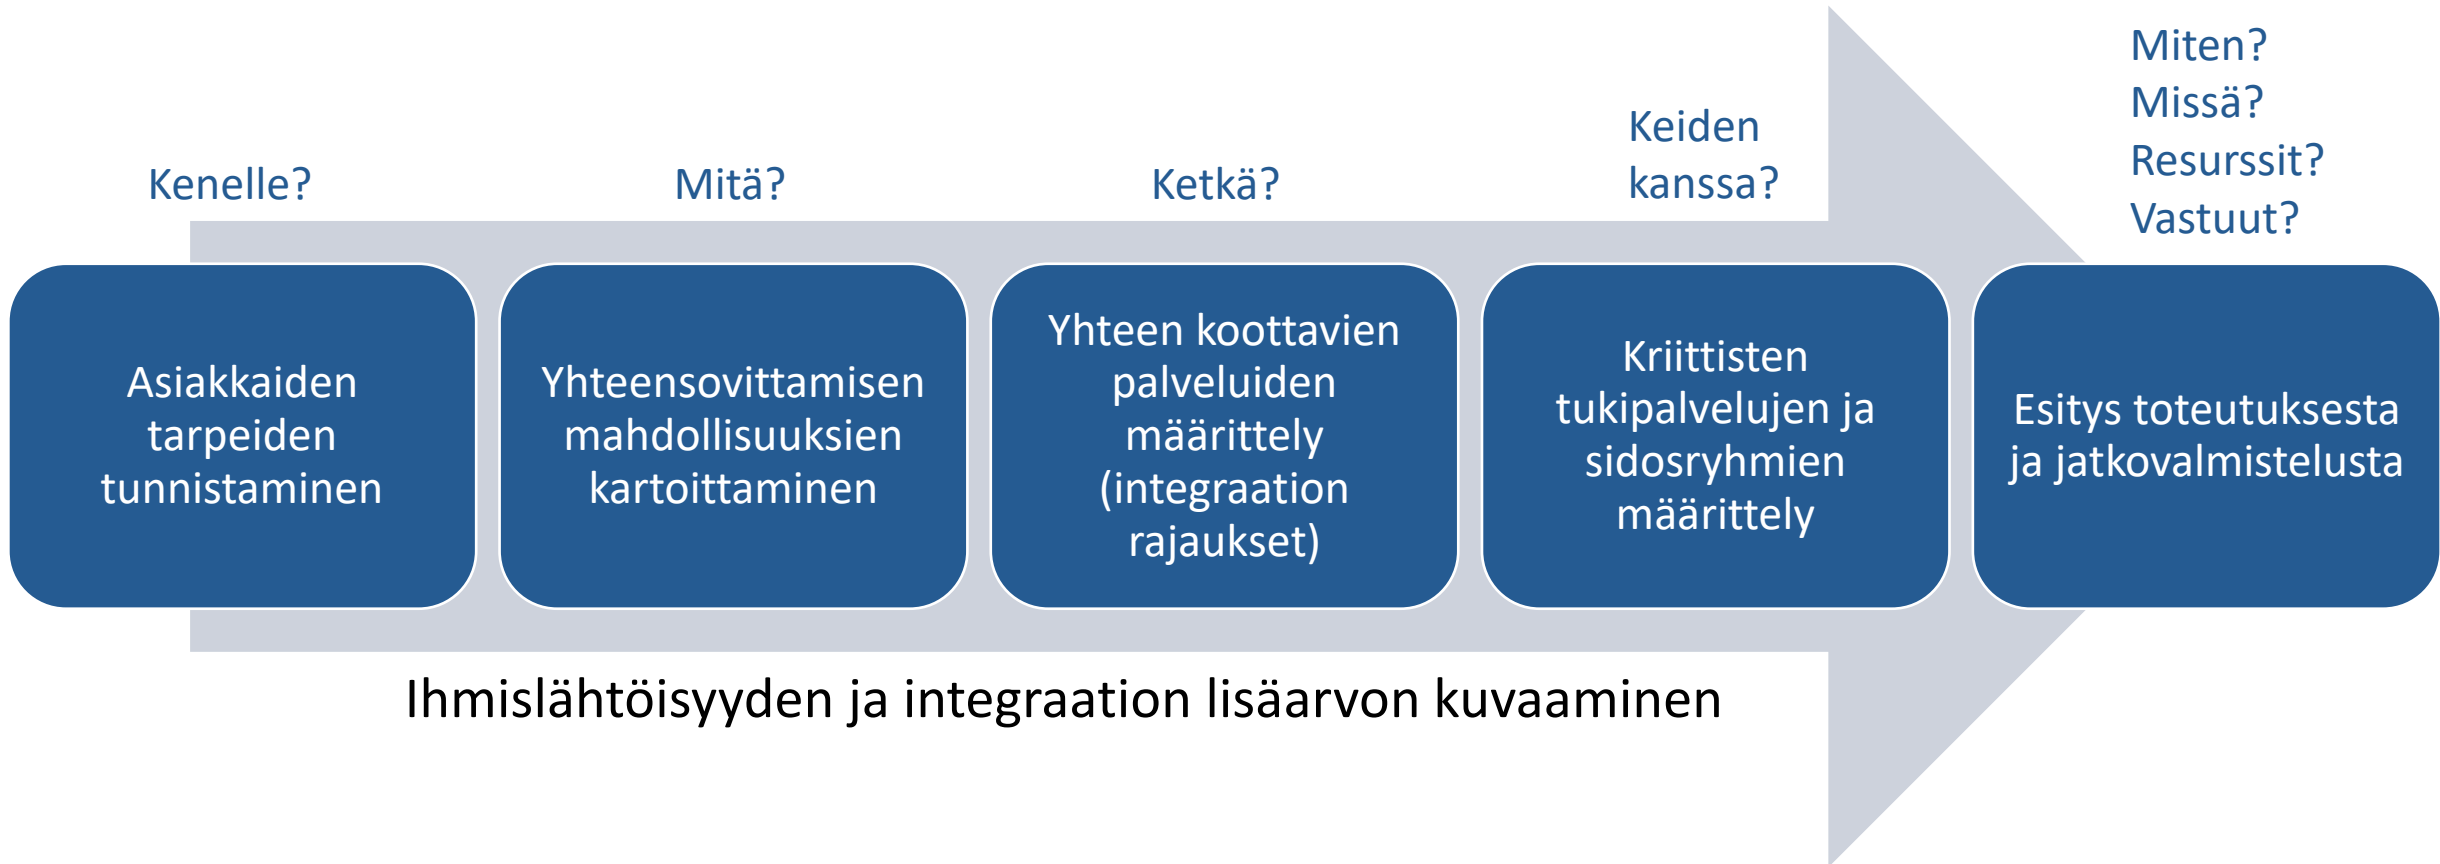 Kenelle?
Mitä?
Ketkä?
Keiden
kanssa?
Miten?
Missä?
Resurssit?
Vastuut?
Asiakkaiden
tarpeiden
tunnistaminen
Yhteensovittamisen
mahdollisuuksien
kartoittaminen
Yhteen koottavien
palveluiden
määrittely
(integraation
rajaukset)
Kriittisten
tukipalvelujen ja
sidosryhmien
määrittely
Esitys toteutuksesta
ja jatkovalmistelusta
Ihmislähtöisyyden ja integraation lisäarvon kuvaaminen